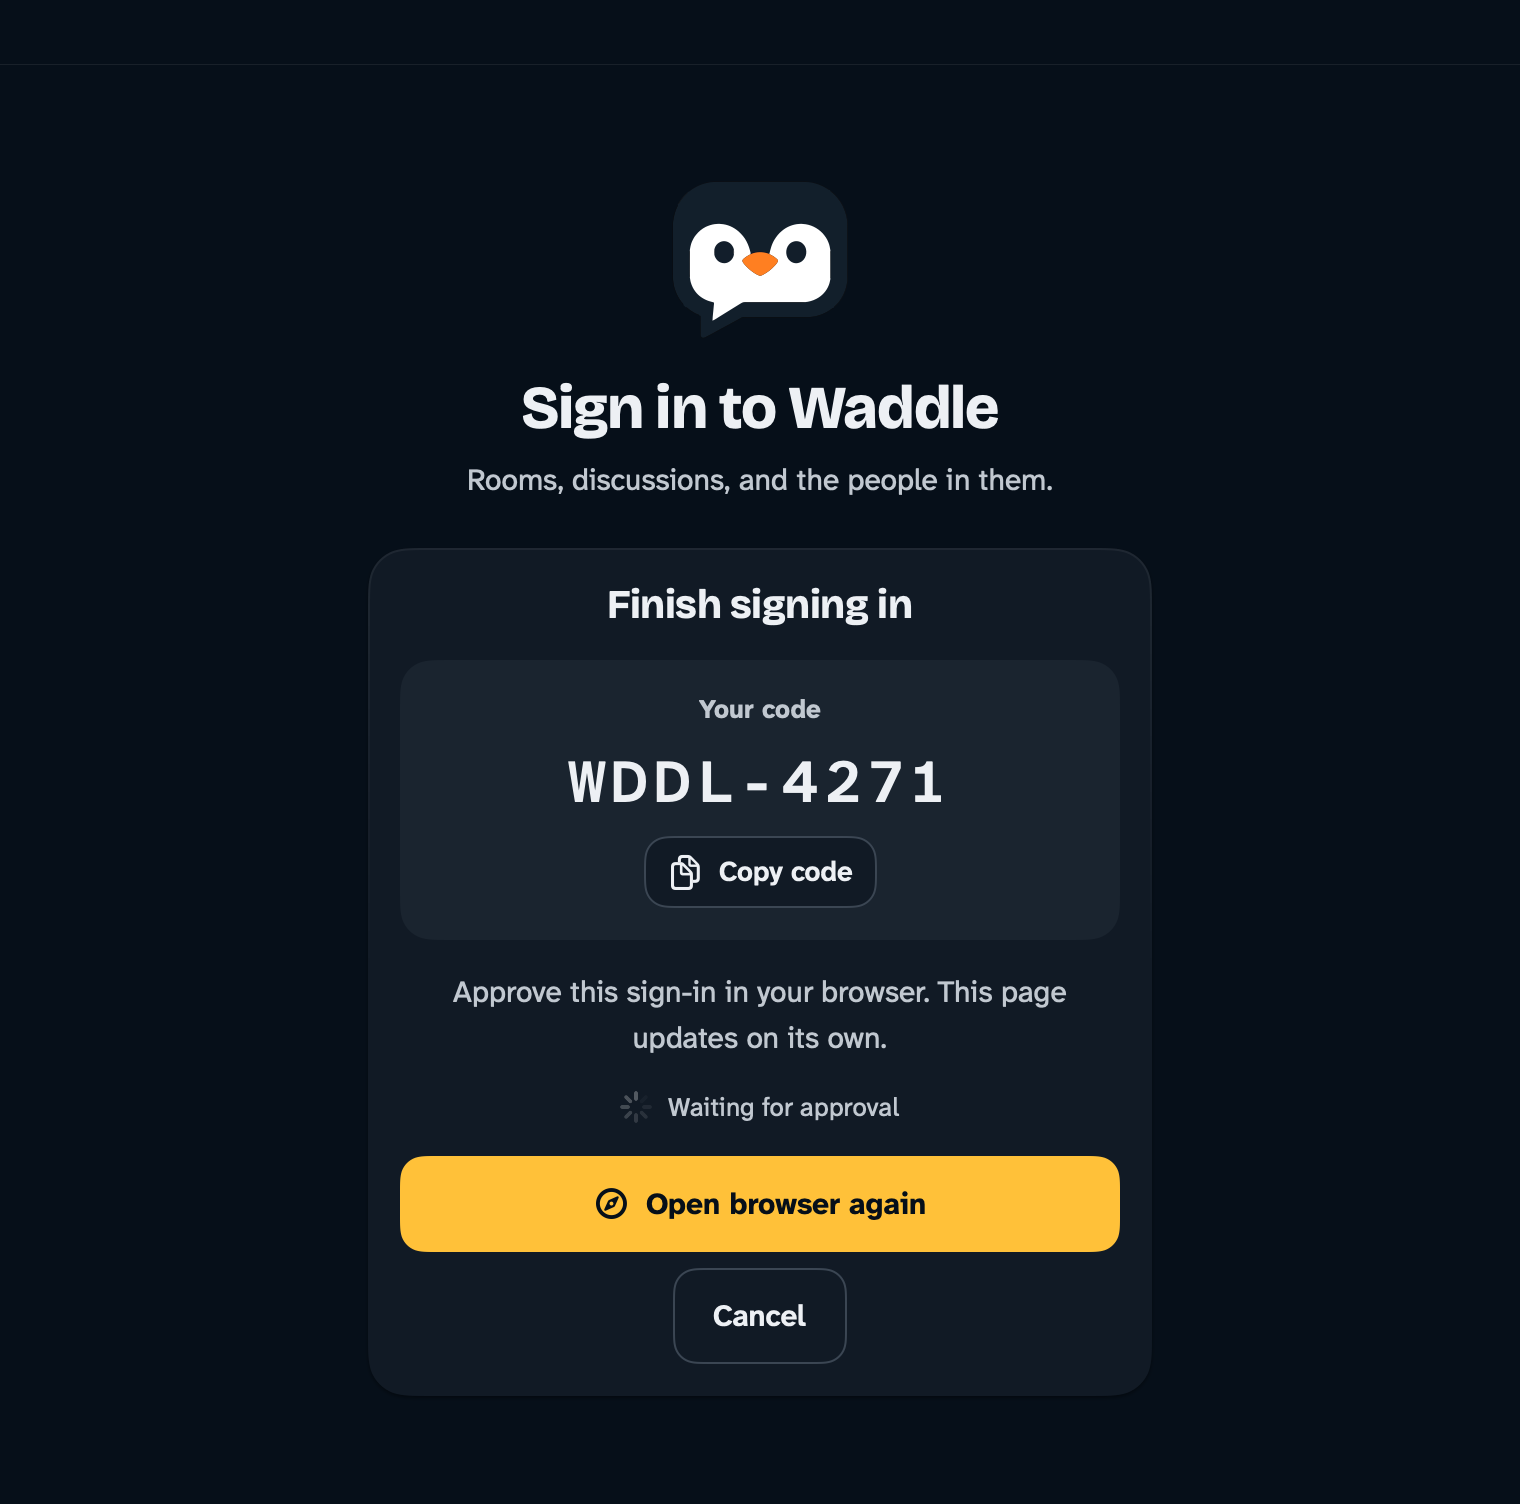 Sign in to Waddle
Rooms, discussions, and the people in them.
Finish signing in
Your code
WDDL-4271
Copy code
Approve this sign-in in your browser. This page
updates on its own.
Waiting for approval
Open browser again
Cancel